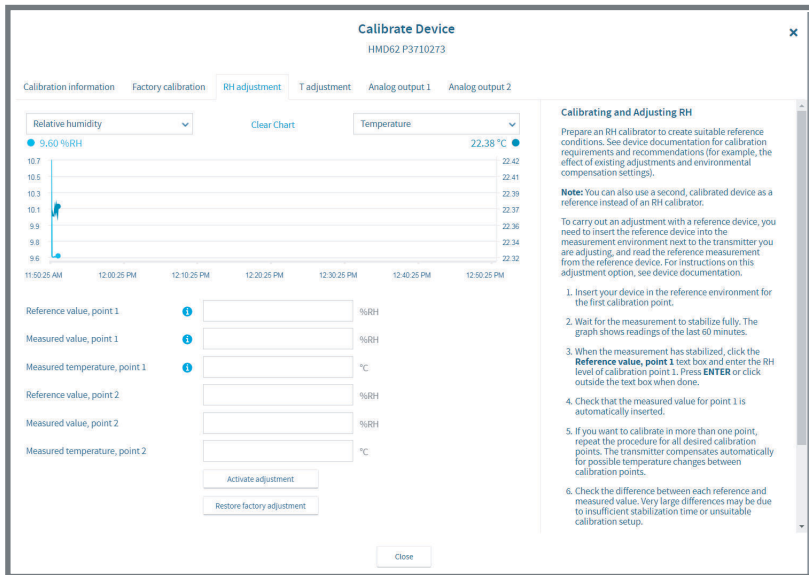 Calibrate Device
HMD62 P3710273
Calibration information
Factory calibration
RH adjustment
T adjustment
Analog output 1
Analog output 2
Relative humidity
Clear Chart
Temperature
9.60 %RH
22.38 °C
10.7
10.5
10.3
10.1
9.9
9.8
9.6
22.42
22.41
22.39
22.37
22.36
22.34
22.32
11:50:25 AM
12:00:25 PM
12:10:25 PM
12:20:25 PM
12:30:25 PM
12:40:25 PM
12:50:25 PM
Reference value, point 1
%RH
Measured value, point 1
%RH
Measured temperature, point 1
°C
Reference value, point 2
%RH
Measured value, point 2
%RH
Measured temperature, point 2
°C
Activate adjustment
Restore factory adjustment
Calibrating and Adjusting RH
Prepare an RH calibrator to create suitable reference
conditions. See device documentation for calibration
requirements and recommendations (for example, the
effect of existing adjustments and environmental
compensation settings).
Note: You can also use a second, calibrated device as a
reference instead of an RH calibrator.
To carry out an adjustment with a reference device, you
need to insert the reference device into the
measurement environment next to the transmitter you
are adjusting, and read the reference measurement
from the reference device. For instructions on this
adjustment option, see device documentation.
1. Insert your device in the reference environment for
the first calibration point.
2. Wait for the measurement to stabilize fully. The
graph shows readings of the last 60 minutes.
3. When the measurement has stabilized, click the
Reference value, point 1 text box and enter the RH
level of calibration point 1. Press ENTER or click
outside the text box when done.
4. Check that the measured value for point 1 is
automatically inserted.
5. If you want to calibrate in more than one point,
repeat the procedure for all desired calibration
points. The transmitter compensates automatically
for possible temperature changes between
calibration points.
6. Check the difference between each reference and
measured value. Very large differences may be due
to insufficient stabilization time or unsuitable
calibration setup.
Close